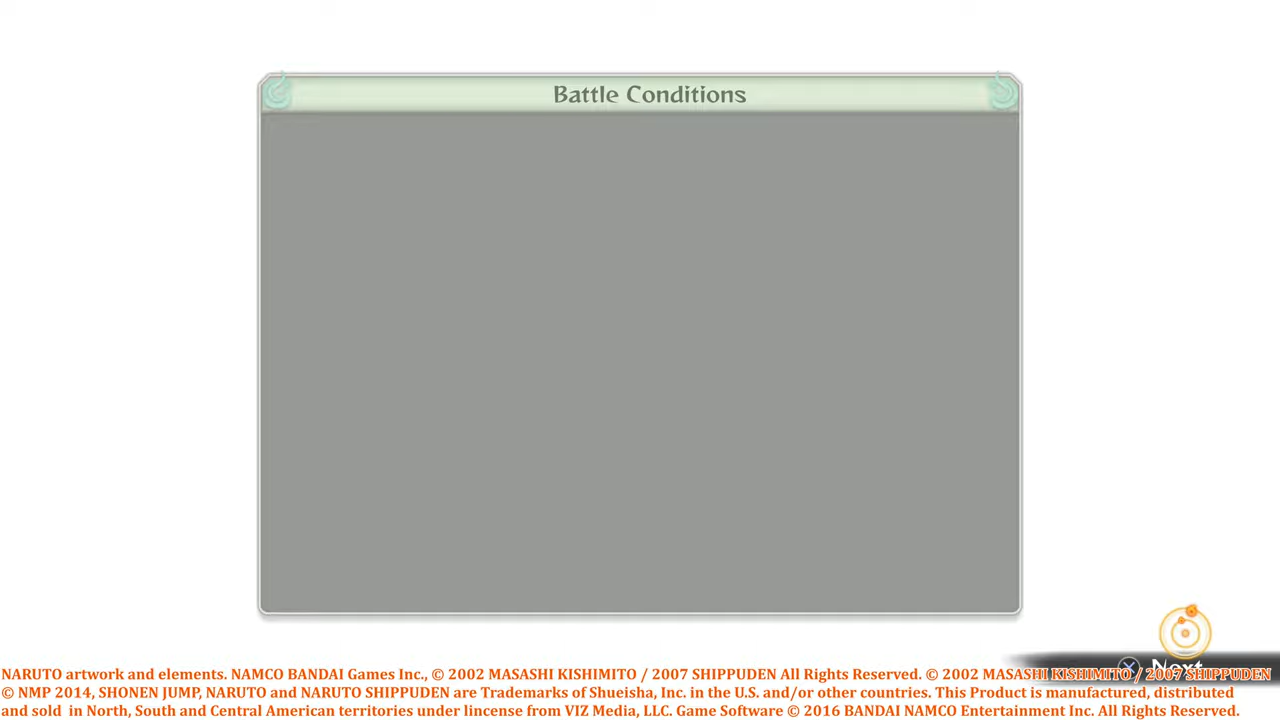 Battle Conditions
Next
NARUTO artwork and elements. NAMCO BANDAI Games Inc., © 2002 MASASHI KISHIMITO / 2007 SHIPPUDEN All Rights Reserved. © 2002 MASASHI KISHIMITO / 2007 SHIPPUDEN
© NMP 2014, SHONEN JUMP, NARUTO and NARUTO SHIPPUDEN are Trademarks of Shueisha, Inc. in the U.S. and/or other countries. This Product is manufactured, distributed
and sold in North, South and Central American territories under lincense from VIZ Media, LLC. Game Software © 2016 BANDAI NAMCO Entertainment Inc. All Rights Reserved.